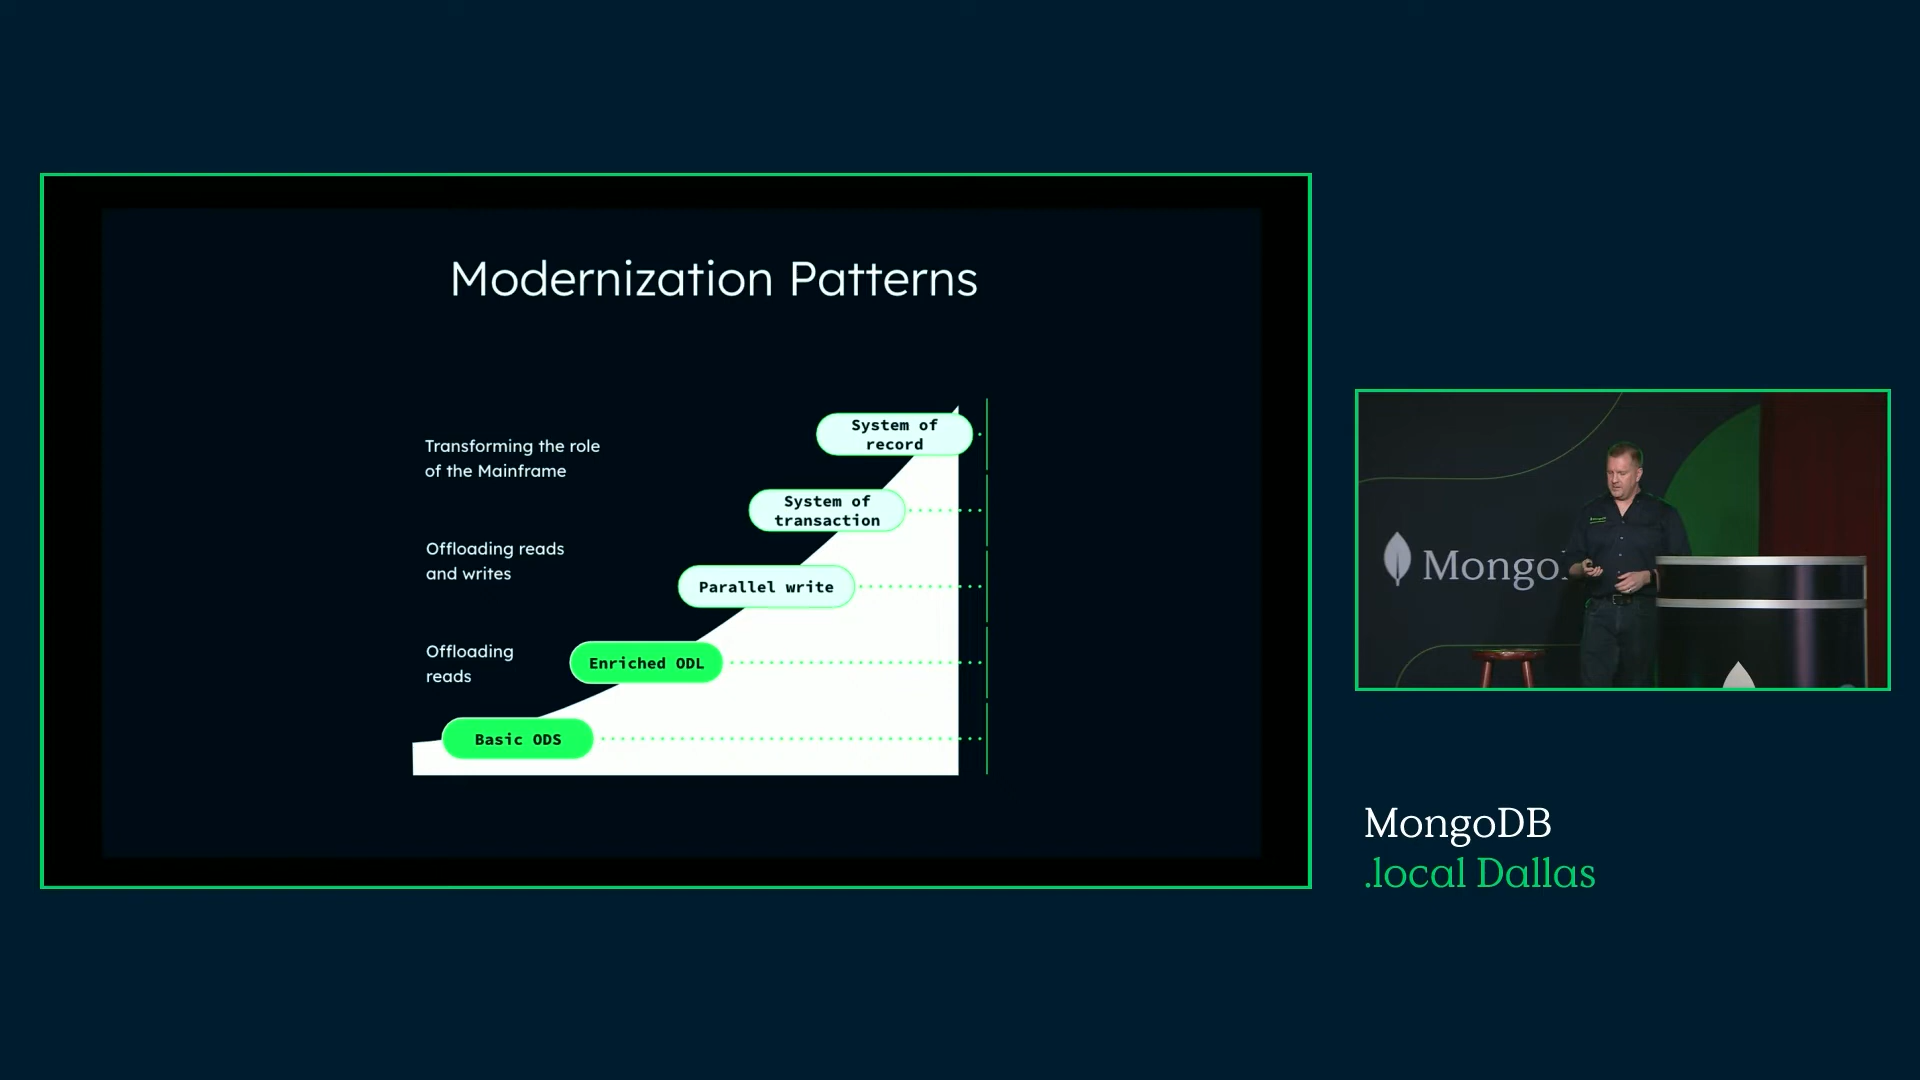 Modernization Patterns
Transforming the role
of the Mainframe
System of
record
System of
transaction
Offloading reads
and writes
Parallel write
Offloading
reads
Enriched ODL
Basic ODS
Mongo
MongoDB
.local Dallas